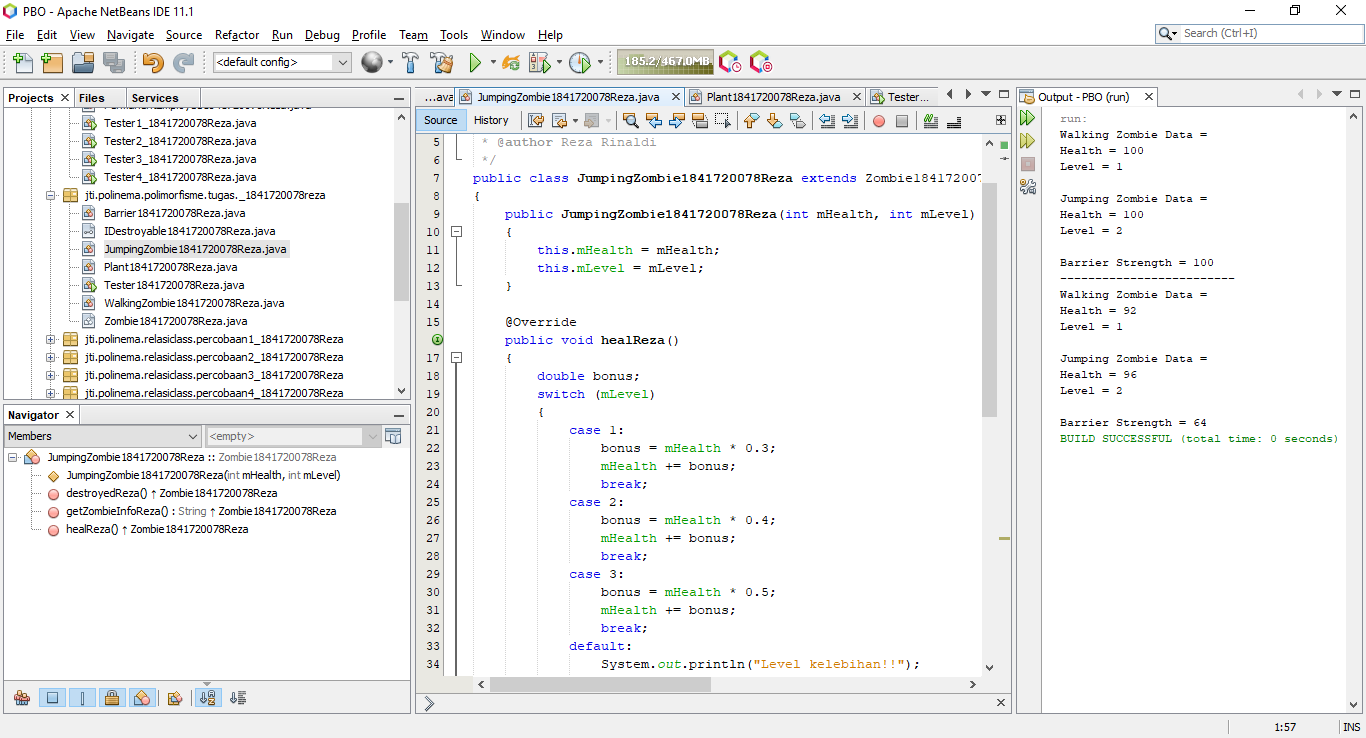 PBO - Apache NetBeans IDE 11.1
File Edit View Navigate Source Refactor Run Debug Profile Team Tools Window Help
Search (Ctrl+I)
<default config>
185.2/467.0MB
Projects Files Services
Tester1_1841720078Reza.java
Tester2_1841720078Reza.java
Tester3_1841720078Reza.java
Tester4_1841720078Reza.java
jti.polinema.polimorfisme.tugas._1841720078reza
Barrier1841720078Reza.java
IDestroyable1841720078Reza.java
JumpingZombie1841720078Reza.java
Plant1841720078Reza.java
Tester1841720078Reza.java
WalkingZombie1841720078Reza.java
Zombie1841720078Reza.java
jti.polinema.relasiclass.percobaan1_1841720078Reza
jti.polinema.relasiclass.percobaan2_1841720078Reza
jti.polinema.relasiclass.percobaan3_1841720078Reza
jti.polinema.relasiclass.percobaan4_1841720078Reza
Navigator
Members
<empty>
JumpingZombie1841720078Reza :: Zombie1841720078Reza
JumpingZombie1841720078Reza(int mHealth, int mLevel)
destroyedReza() ↑ Zombie1841720078Reza
getZombieInfoReza() : String ↑ Zombie1841720078Reza
healReza() ↑ Zombie1841720078Reza
...ava JumpingZombie1841720078Reza.java Plant1841720078Reza.java Tester...
Source History
5 * @author Reza Rinaldi
6 */
7 public class JumpingZombie1841720078Reza extends Zombie18417200
8 {
9 public JumpingZombie1841720078Reza(int mHealth, int mLevel)
10 {
11 this.mHealth = mHealth;
12 this.mLevel = mLevel;
13 }
14
15 @Override
public void healReza()
17 {
18 double bonus;
19 switch (mLevel)
20 {
21 case 1:
22 bonus = mHealth * 0.3;
23 mHealth += bonus;
24 break;
25 case 2:
26 bonus = mHealth * 0.4;
27 mHealth += bonus;
28 break;
29 case 3:
30 bonus = mHealth * 0.5;
31 mHealth += bonus;
32 break;
33 default:
34 System.out.println("Level kelebihan!!");
Output - PBO (run)
run:
Walking Zombie Data =
Health = 100
Level = 1
Jumping Zombie Data =
Health = 100
Level = 2
Barrier Strength = 100
--------------------------
Walking Zombie Data =
Health = 92
Level = 1
Jumping Zombie Data =
Health = 96
Level = 2
Barrier Strength = 64
BUILD SUCCESSFUL (total time: 0 seconds)
1:57 INS